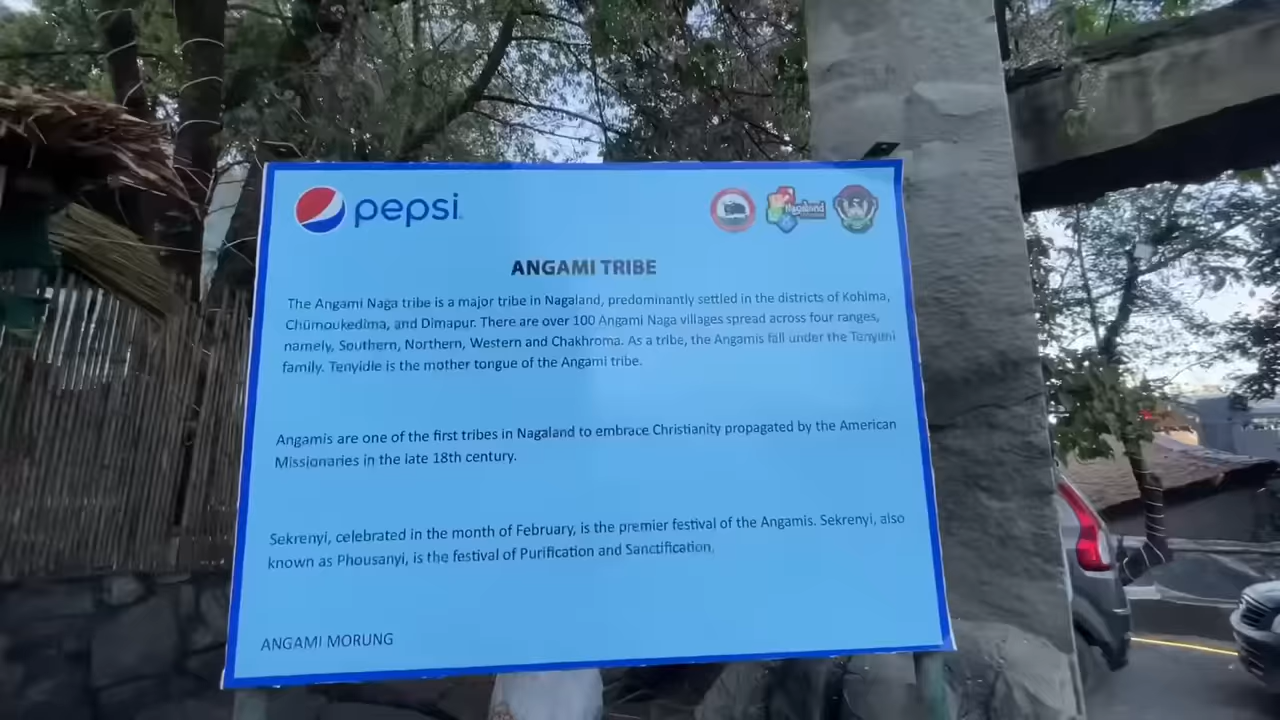 pepsi
Nagaland
ANGAMI TRIBE
The Angami Naga tribe is a major tribe in Nagaland, predominantly settled in the districts of Kohima,
Chümoukedima, and Dimapur. There are over 100 Angami Naga villages spread across four ranges,
namely, Southern, Northern, Western and Chakhroma. As a tribe, the Angamis fall under the Tenyimi
family. Tenyidie is the mother tongue of the Angami tribe.
Angamis are one of the first tribes in Nagaland to embrace Christianity propagated by the American
Missionaries in the late 18th century.
Sekrenyi, celebrated in the month of February, is the premier festival of the Angamis. Sekrenyi, also
known as Phousanyi, is the festival of Purification and Sanctification.
ANGAMI MORUNG